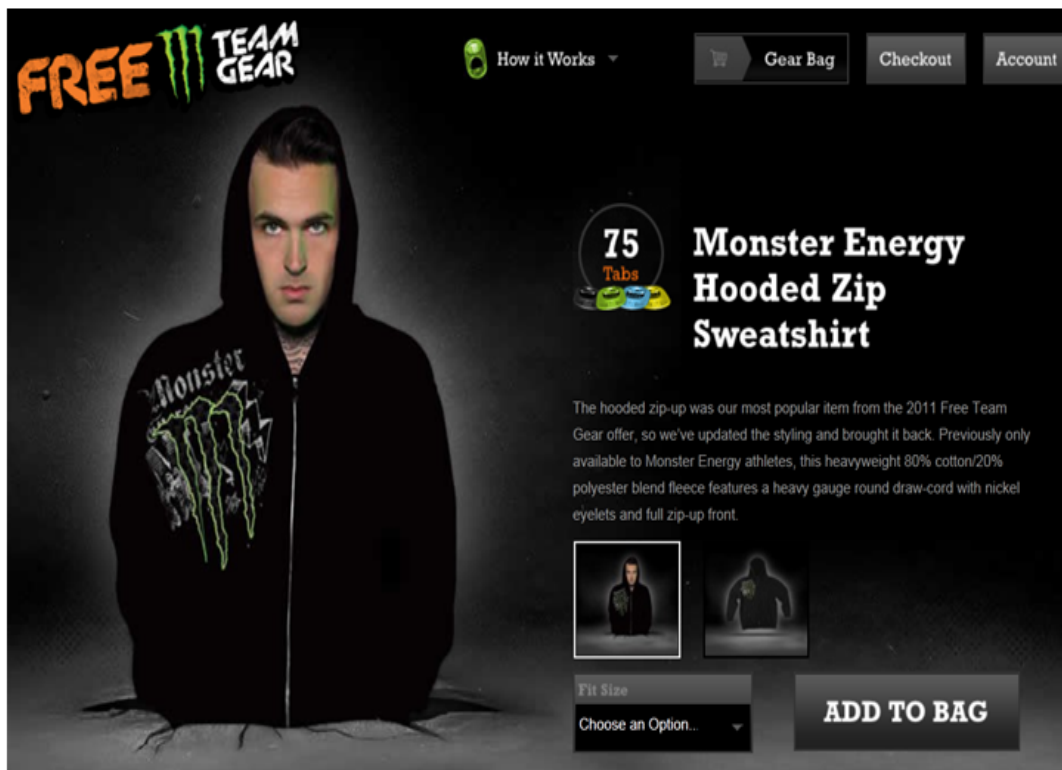 FREE TEAM
GEAR
How it Works
Gear Bag
Checkout
Account
75
Tabs
Monster Energy
Hooded Zip
Sweatshirt
Monster
The hooded zip-up was our most popular item from the 2011 Free Team
Gear offer, so we've updated the styling and brought it back. Previously only
available to Monster Energy athletes, this heavyweight 80% cotton/20%
polyester blend fleece features a heavy gauge round draw-cord with nickel
eyelets and full zip-up front.
Fit Size
Choose an Option...
ADD TO BAG